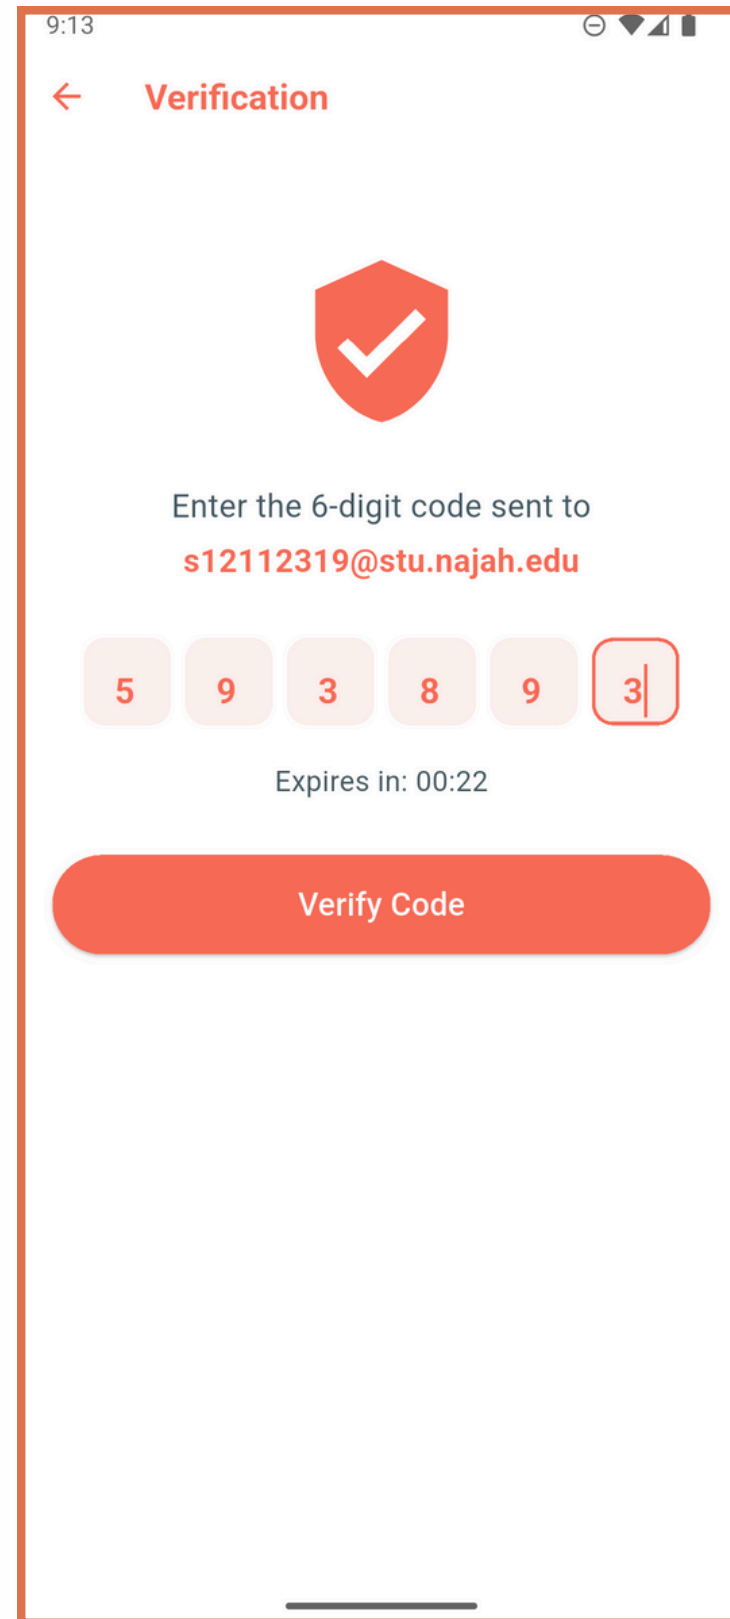 9:13
Verification
Enter the 6-digit code sent to
s12112319@stu.najah.edu
5 9 3 8 9 3
Expires in: 00:22
Verify Code